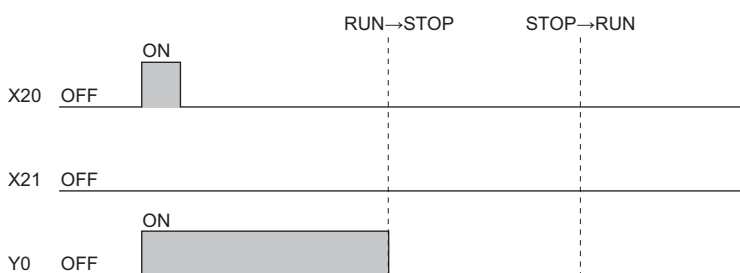 RUN→STOP STOP→RUN
ON
X20 OFF
X21 OFF
ON
Y0 OFF